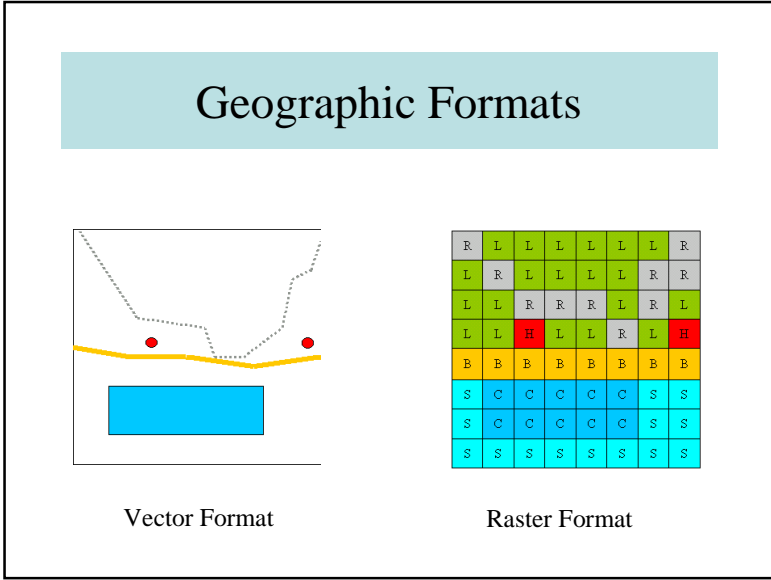 Geographic Formats
R L L L L L L R
L R L L L L R R
L L R R R L R L
L L H L L R L H
B B B B B B B B
S C C C C C S S
S C C C C C S S
S S S S S S S S
Vector Format
Raster Format